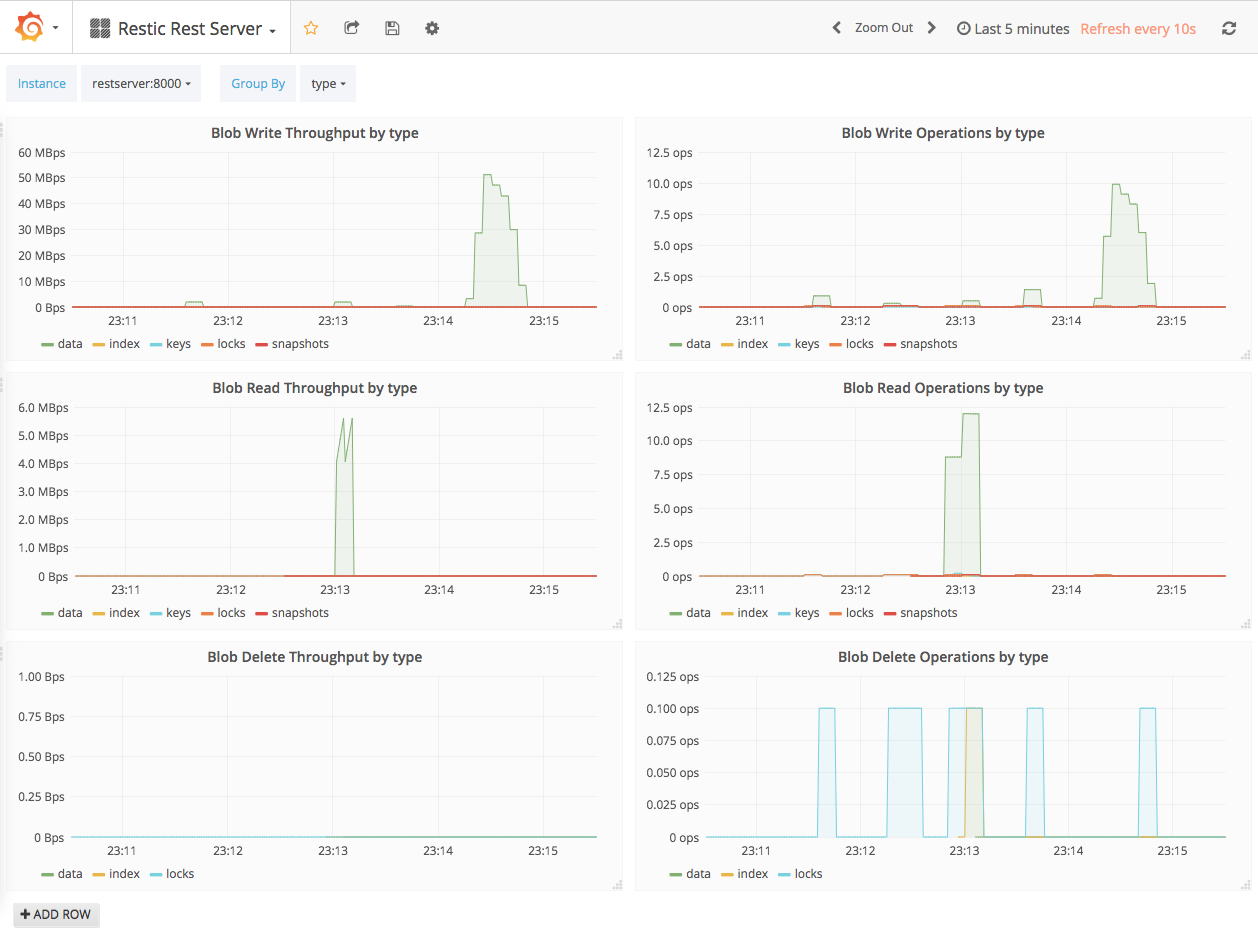 Restic Rest Server
Zoom Out
Last 5 minutes Refresh every 10s
Instance restserver:8000 Group By type
Blob Write Throughput by type
60 MBps
50 MBps
40 MBps
30 MBps
20 MBps
10 MBps
0 Bps
23:11 23:12 23:13 23:14 23:15
data index keys locks snapshots
Blob Write Operations by type
12.5 ops
10.0 ops
7.5 ops
5.0 ops
2.5 ops
0 ops
23:11 23:12 23:13 23:14 23:15
data index keys locks snapshots
Blob Read Throughput by type
6.0 MBps
5.0 MBps
4.0 MBps
3.0 MBps
2.0 MBps
1.0 MBps
0 Bps
23:11 23:12 23:13 23:14 23:15
data index keys locks snapshots
Blob Read Operations by type
12.5 ops
10.0 ops
7.5 ops
5.0 ops
2.5 ops
0 ops
23:11 23:12 23:13 23:14 23:15
data index keys locks snapshots
Blob Delete Throughput by type
1.00 Bps
0.75 Bps
0.50 Bps
0.25 Bps
0 Bps
23:11 23:12 23:13 23:14 23:15
data index locks
Blob Delete Operations by type
0.125 ops
0.100 ops
0.075 ops
0.050 ops
0.025 ops
0 ops
23:11 23:12 23:13 23:14 23:15
data index locks
ADD ROW